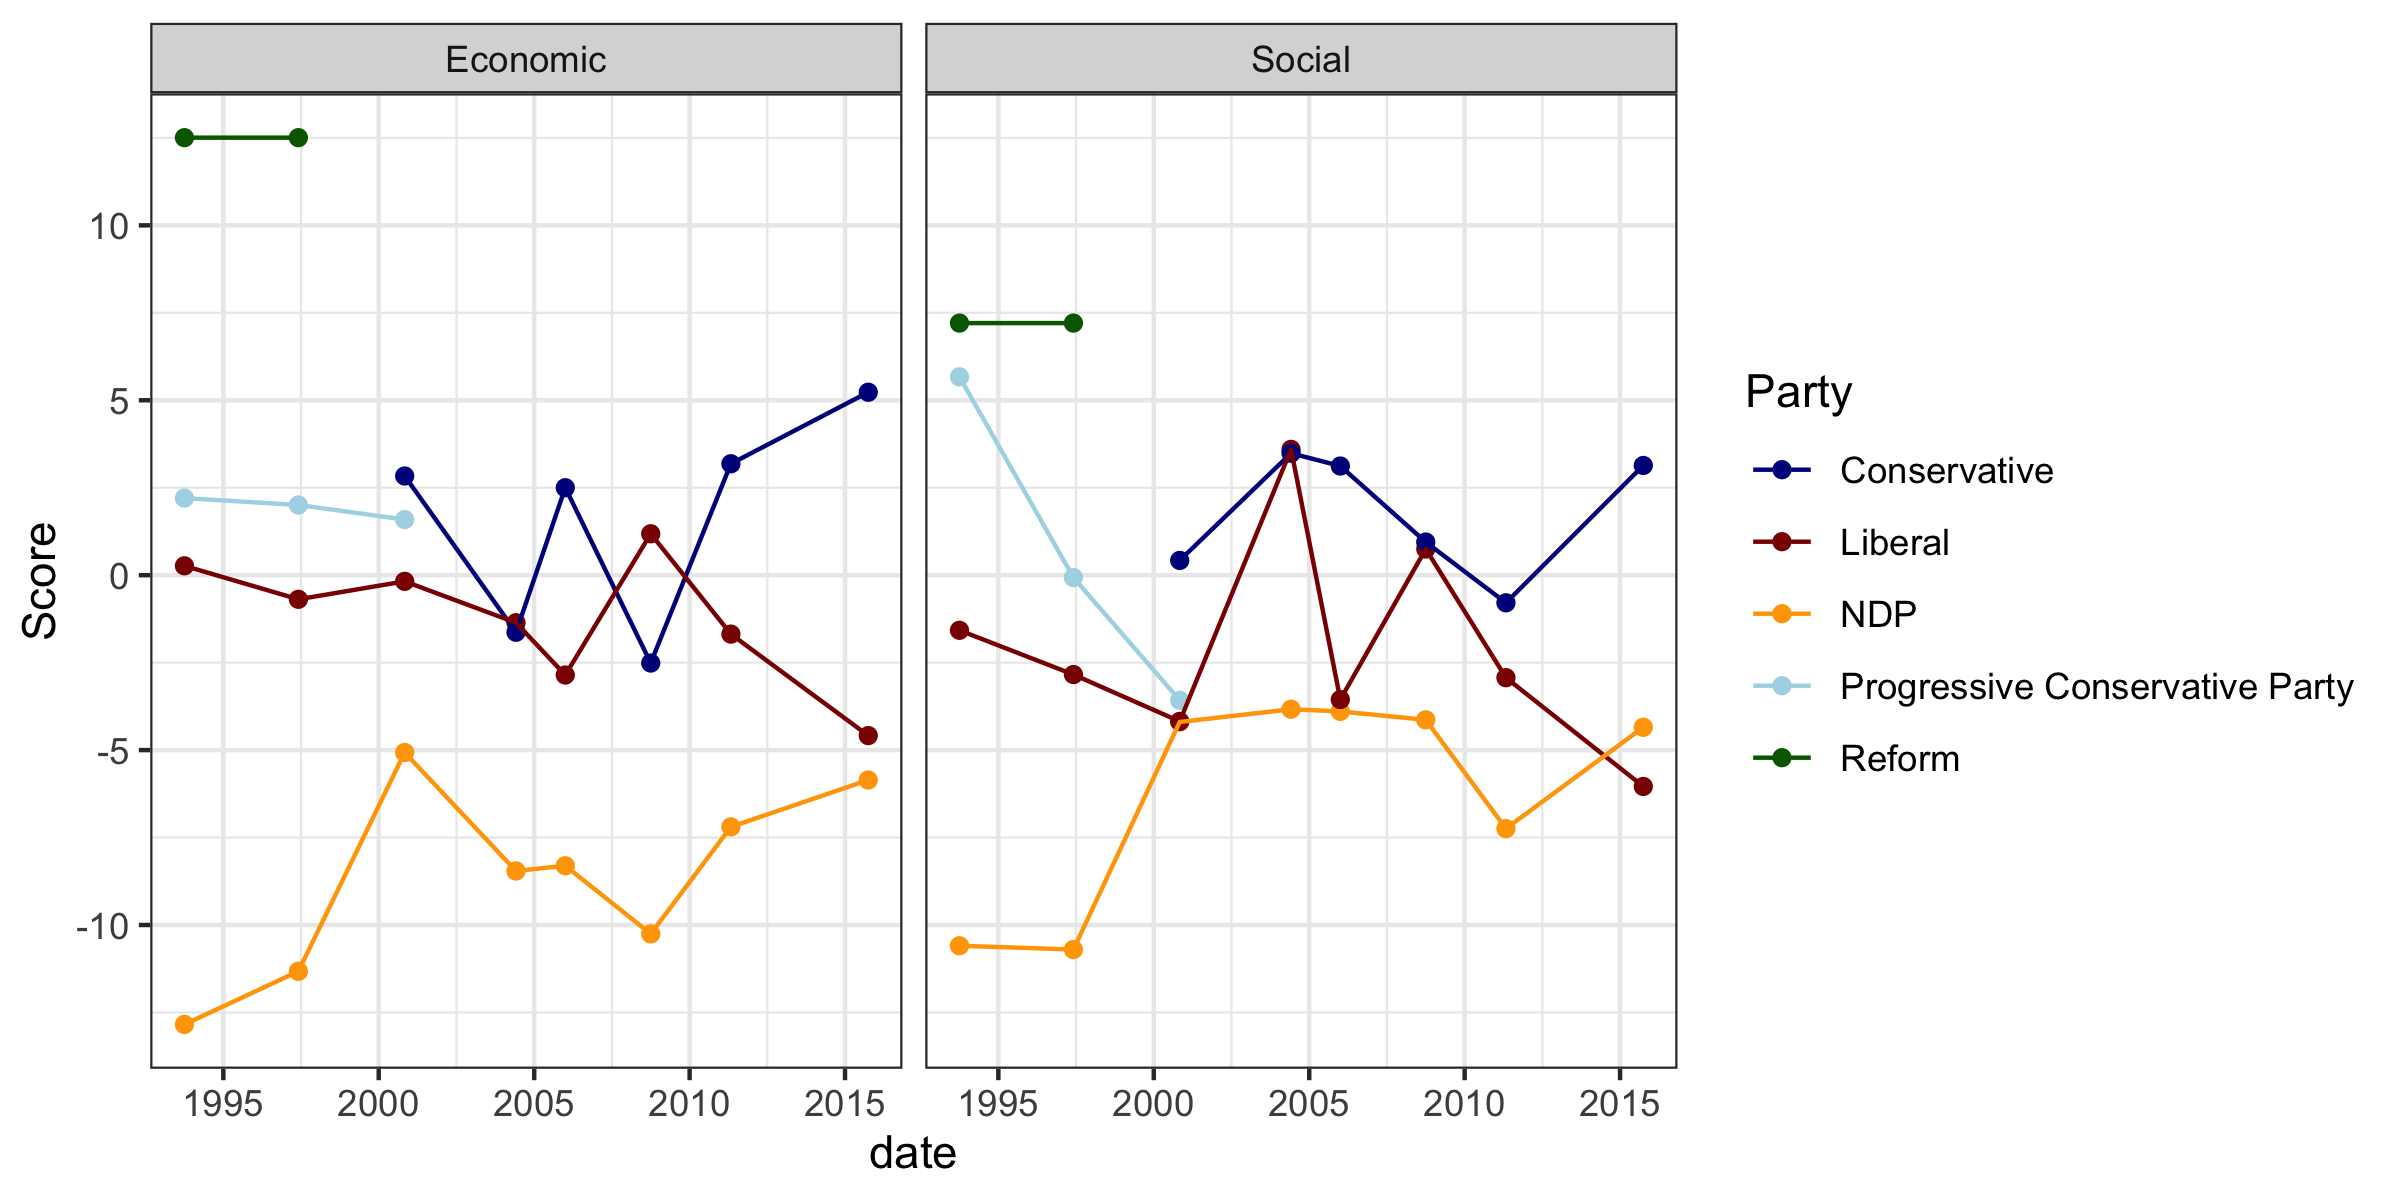 Economic
Social
Score
10
5
0
-5
-10
1995 2000 2005 2010 2015
1995 2000 2005 2010 2015
date
Party
Conservative
Liberal
NDP
Progressive Conservative Party
Reform